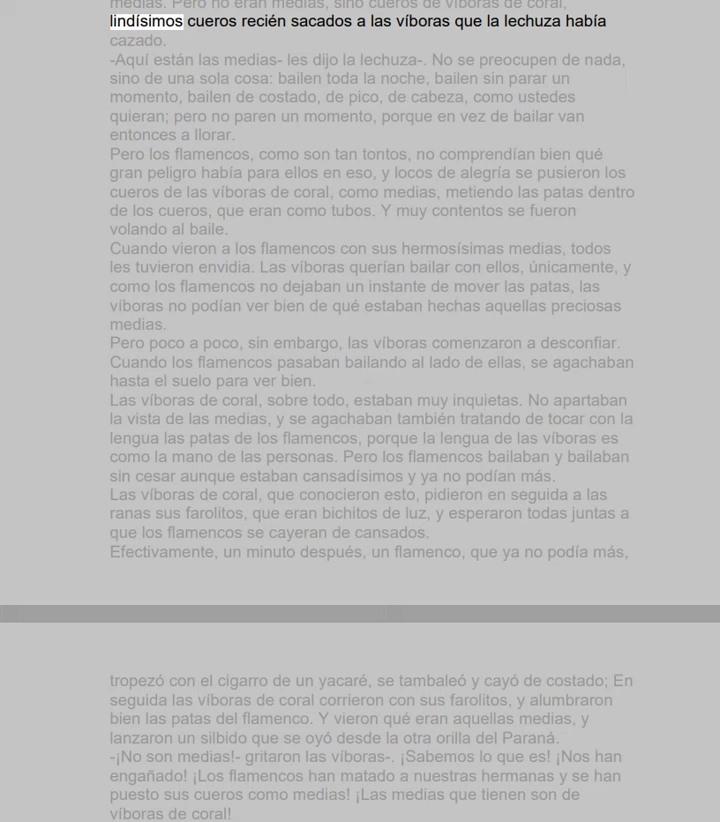 medias. Pero no eran medias, sino cueros de víboras de coral,
lindísimos cueros recién sacados a las víboras que la lechuza había
cazado.
-Aquí están las medias- les dijo la lechuza-. No se preocupen de nada,
sino de una sola cosa: bailen toda la noche, bailen sin parar un
momento, bailen de costado, de pico, de cabeza, como ustedes
quieran; pero no paren un momento, porque en vez de bailar van
entonces a llorar.
Pero los flamencos, como son tan tontos, no comprendían bien qué
gran peligro había para ellos en eso, y locos de alegría se pusieron los
cueros de las víboras de coral, como medias, metiendo las patas dentro
de los cueros, que eran como tubos. Y muy contentos se fueron
volando al baile.
Cuando vieron a los flamencos con sus hermosísimas medias, todos
les tuvieron envidia. Las víboras querían bailar con ellos, únicamente, y
como los flamencos no dejaban un instante de mover las patas, las
víboras no podían ver bien de qué estaban hechas aquellas preciosas
medias.
Pero poco a poco, sin embargo, las víboras comenzaron a desconfiar.
Cuando los flamencos pasaban bailando al lado de ellas, se agachaban
hasta el suelo para ver bien.
Las víboras de coral, sobre todo, estaban muy inquietas. No apartaban
la vista de las medias, y se agachaban también tratando de tocar con la
lengua las patas de los flamencos, porque la lengua de las víboras es
como la mano de las personas. Pero los flamencos bailaban y bailaban
sin cesar aunque estaban cansadísimos y ya no podían más.
Las víboras de coral, que conocieron esto, pidieron en seguida a las
ranas sus farolitos, que eran bichitos de luz, y esperaron todas juntas a
que los flamencos se cayeran de cansados.
Efectivamente, un minuto después, un flamenco, que ya no podía más,
tropezó con el cigarro de un yacaré, se tambaleó y cayó de costado; En
seguida las víboras de coral corrieron con sus farolitos, y alumbraron
bien las patas del flamenco. Y vieron qué eran aquellas medias, y
lanzaron un silbido que se oyó desde la otra orilla del Paraná.
-¡No son medias!- gritaron las víboras-. ¡Sabemos lo que es! ¡Nos han
engañado! ¡Los flamencos han matado a nuestras hermanas y se han
puesto sus cueros como medias! ¡Las medias que tienen son de
víboras de coral!